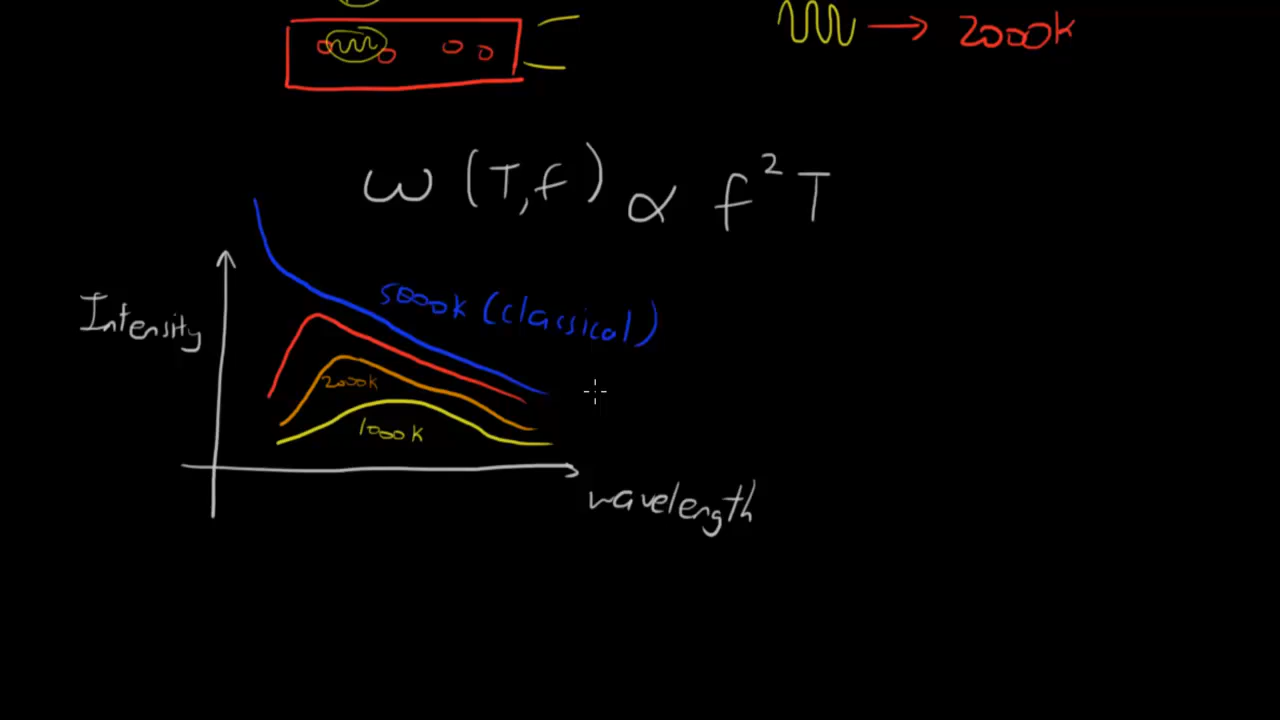 2000K
ω (T,f) ∝ f² T
5000K (classical)
Intensity
2000K
1000K
wavelength